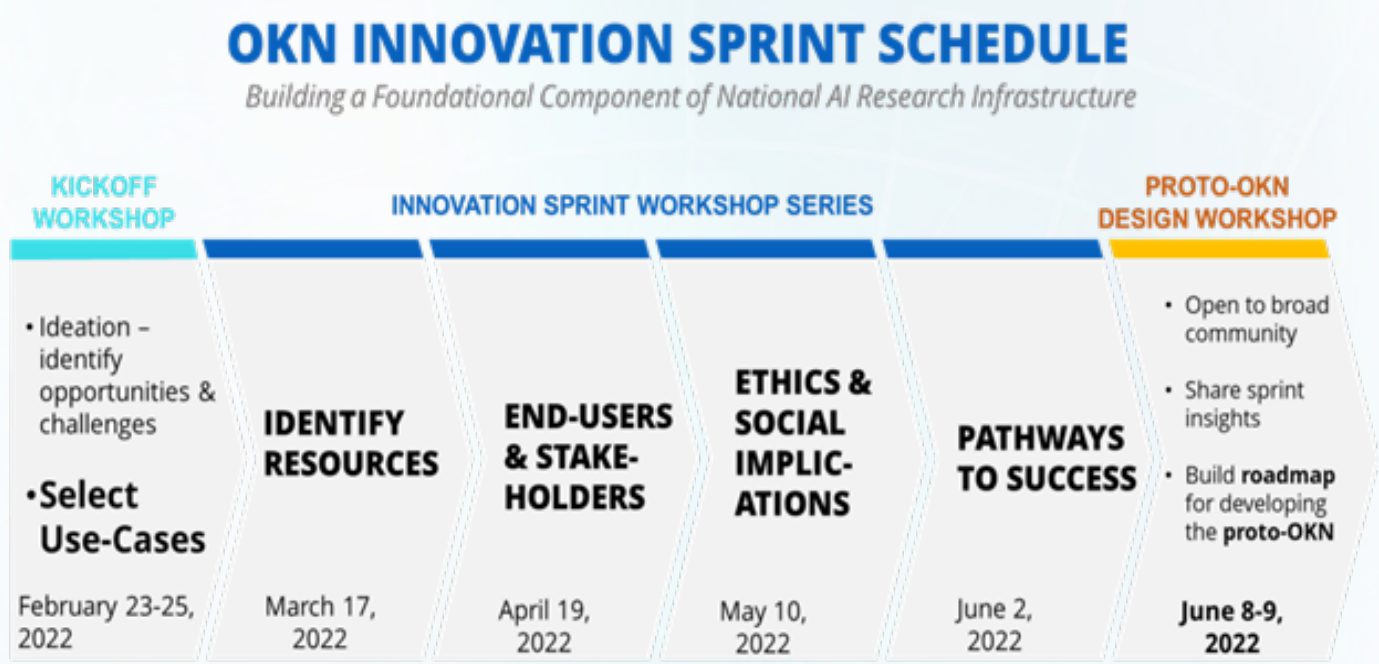 OKN INNOVATION SPRINT SCHEDULE
Building a Foundational Component of National AI Research Infrastructure
KICKOFF
WORKSHOP
• Ideation –
identify
opportunities &
challenges
•Select
Use-Cases
February 23-25,
2022
INNOVATION SPRINT WORKSHOP SERIES
IDENTIFY
RESOURCES
March 17,
2022
END-USERS
& STAKE-
HOLDERS
April 19,
2022
ETHICS &
SOCIAL
IMPLIC-
ATIONS
May 10,
2022
PATHWAYS
TO SUCCESS
June 2,
2022
PROTO-OKN
DESIGN WORKSHOP
• Open to broad
community
• Share sprint
insights
• Build roadmap
for developing
the proto-OKN
June 8-9,
2022